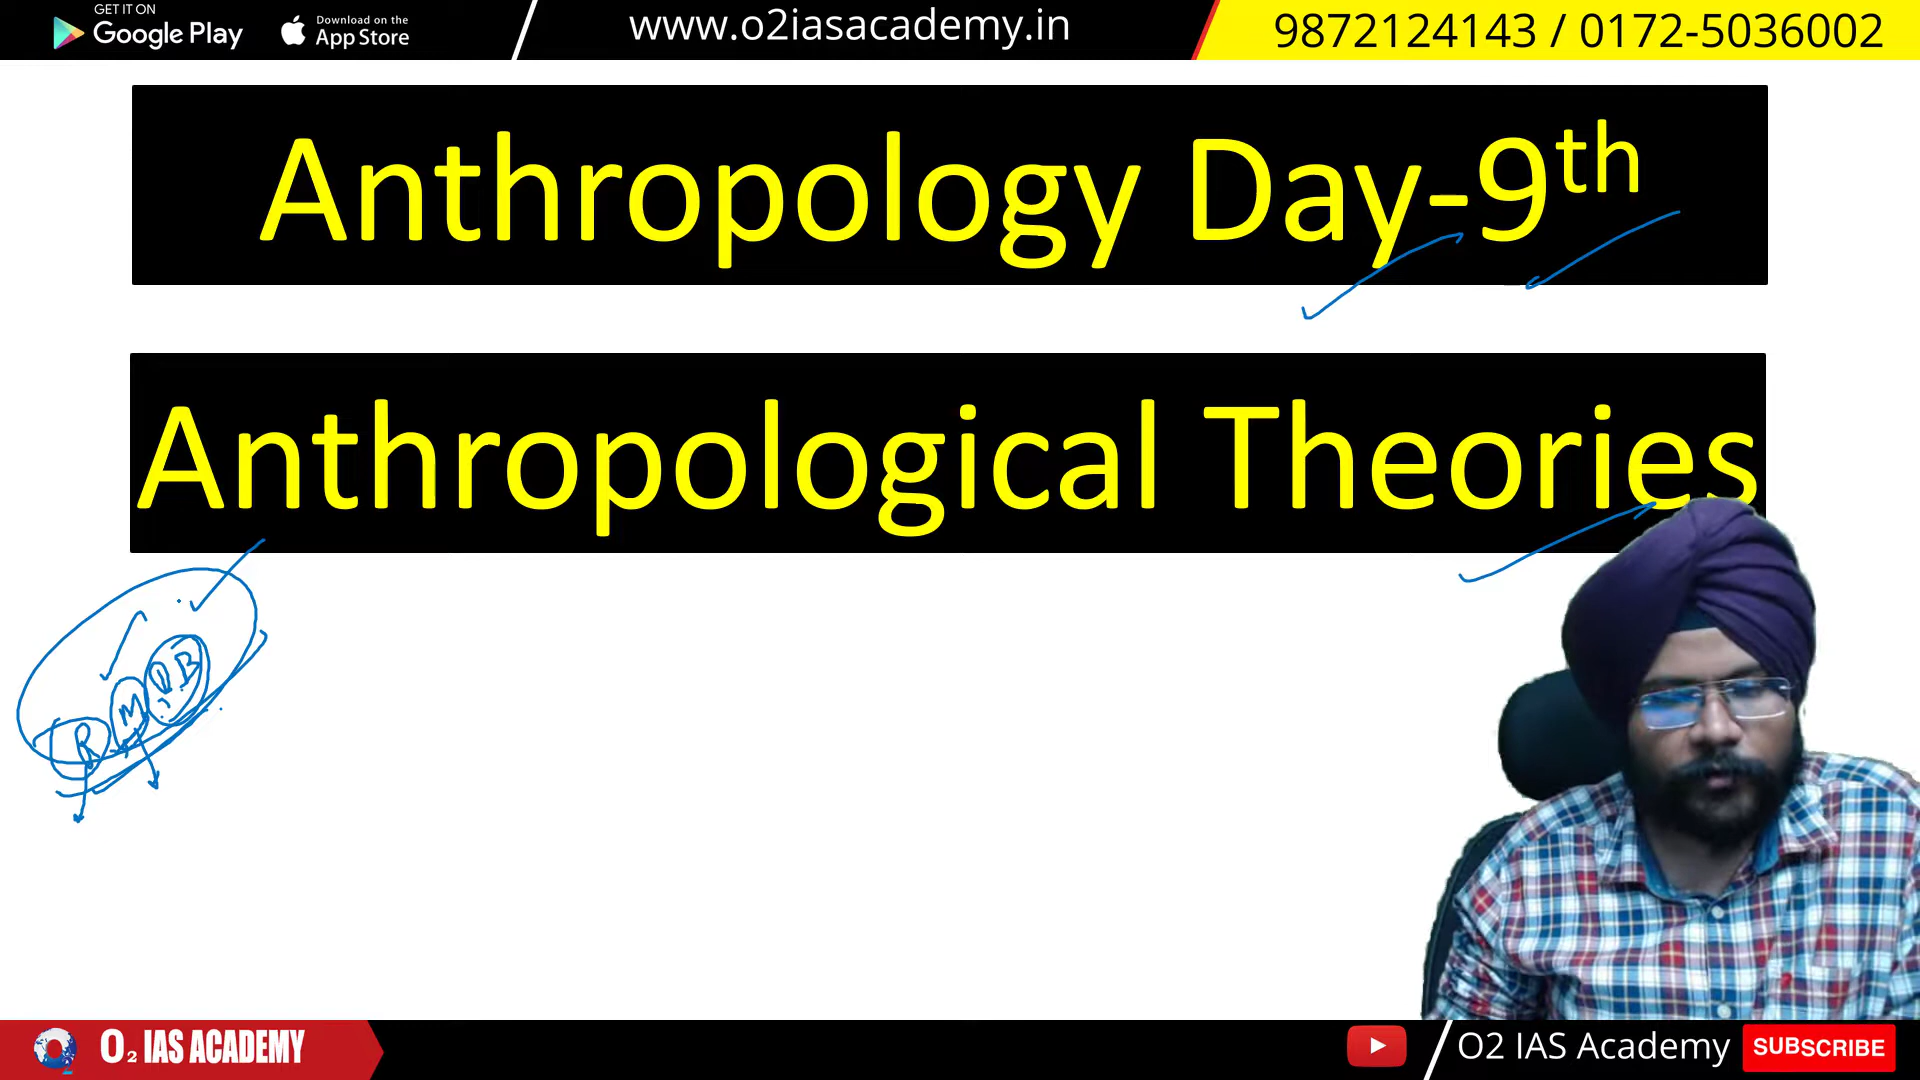 GET IT ON
Google Play
Download on the
App Store
www.o2iasacademy.in
9872124143 / 0172-5036002
Anthropology Day-9th
Anthropological Theories
R M D B
O2 IAS ACADEMY
O2 IAS Academy
SUBSCRIBE